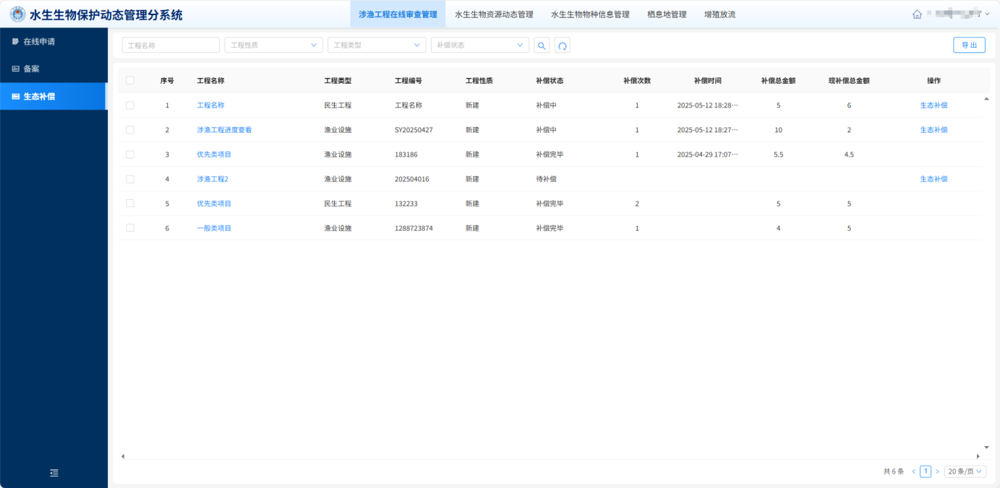 水生生物保护动态管理分系统
涉渔工程在线审查管理 水生生物资源动态管理 水生生物物种信息管理 栖息地管理 增殖放流
在线申请
备案
生态补偿
工程名称 工程性质 工程类型 补偿状态 导 出
序号 工程名称 工程类型 工程编号 工程性质 补偿状态 补偿次数 补偿时间 补偿总金额 现补偿总金额 操作
1 工程名称 民生工程 工程名称 新建 补偿中 1 2025-05-12 18:28··· 5 6 生态补偿
2 涉渔工程进度查看 渔业设施 SY20250427 新建 补偿中 1 2025-05-12 18:27··· 10 2 生态补偿
3 优先类项目 渔业设施 183186 新建 补偿完毕 1 2025-04-29 17:07··· 5.5 4.5
4 涉渔工程2 渔业设施 202504016 新建 待补偿 生态补偿
5 优先类项目 民生工程 132233 新建 补偿完毕 2 5 5
6 一般类项目 渔业设施 1288723874 新建 补偿完毕 1 4 5
共 6 条 < 1 > 20 条/页